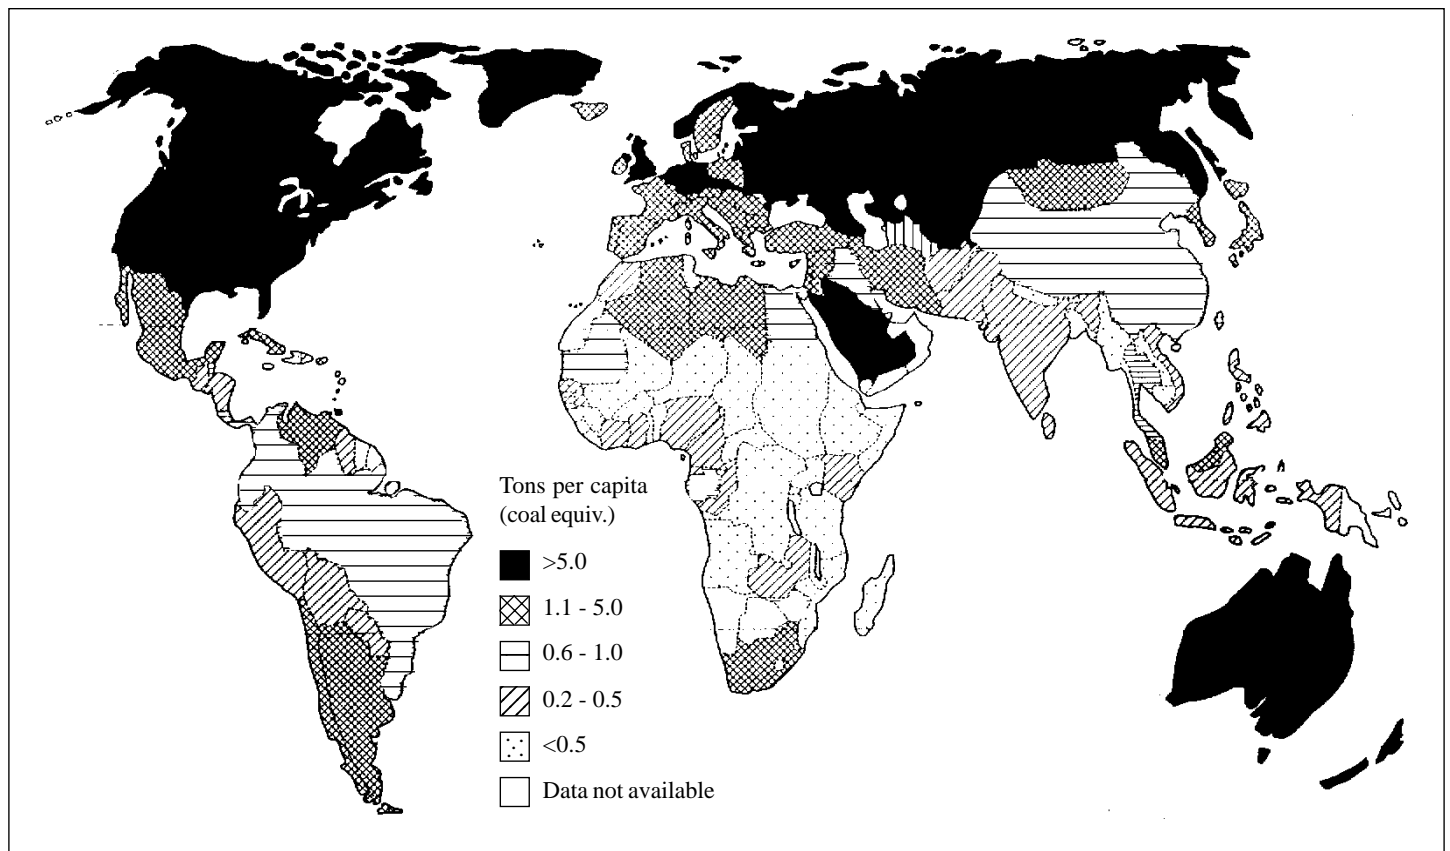 Tons per capita
(coal equiv.)
>5.0
1.1 - 5.0
0.6 - 1.0
0.2 - 0.5
<0.5
Data not available